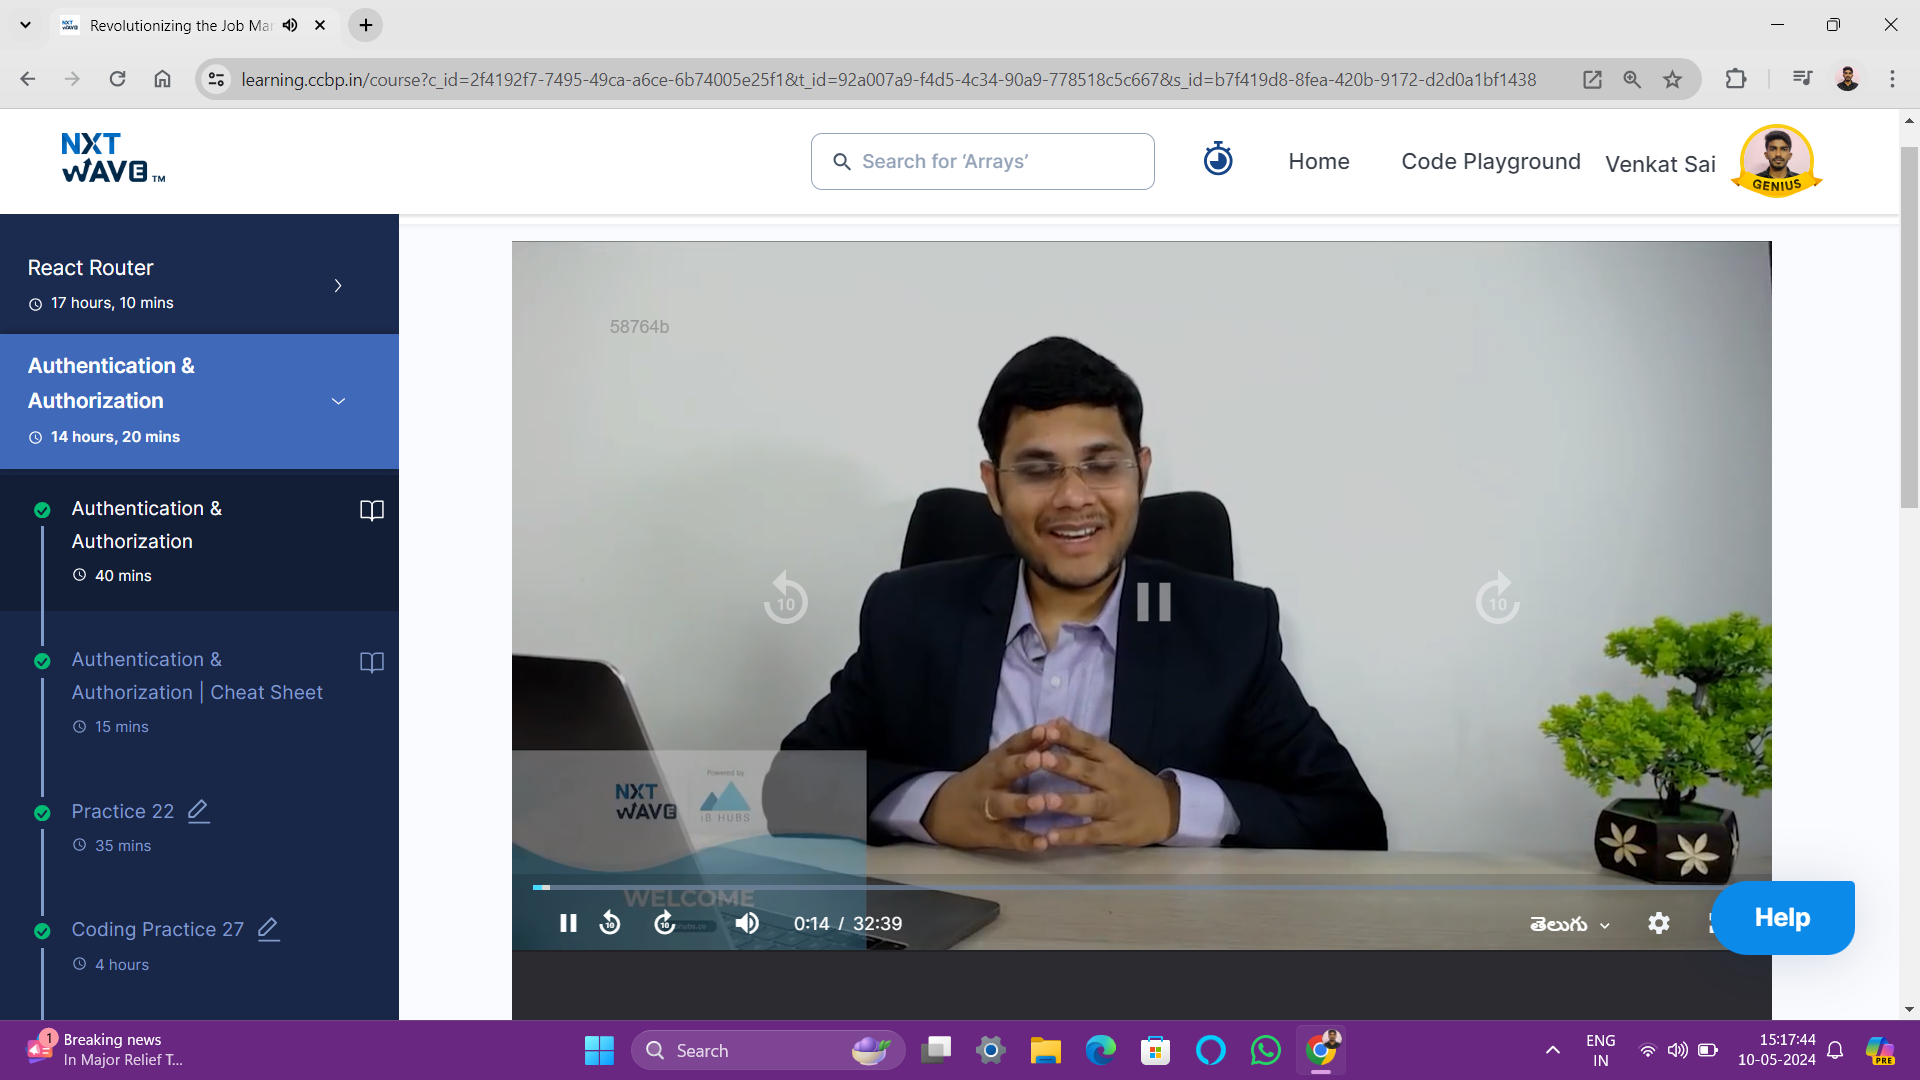 Revolutionizing the Job Mar
learning.ccbp.in/course?c_id=2f4192f7-7495-49ca-a6ce-6b74005e25f1&t_id=92a007a9-f4d5-4c34-90a9-778518c5c667&s_id=b7f419d8-8fea-420b-9172-d2d0a1bf1438
NXT
WAVE TM
Search for ‘Arrays’
Home
Code Playground
Venkat Sai
GENIUS
React Router
17 hours, 10 mins
Authentication &
Authorization
14 hours, 20 mins
Authentication &
Authorization
40 mins
Authentication &
Authorization | Cheat Sheet
15 mins
Practice 22
35 mins
Coding Practice 27
4 hours
58764b
10
10
Powered by
NXT
WAVE
iB HUBS
WELCOME
10
10
0:14 / 32:39
తెలుగు
Help
1
Breaking news
In Major Relief T...
Search
ENG
IN
15:17:44
10-05-2024
PRE